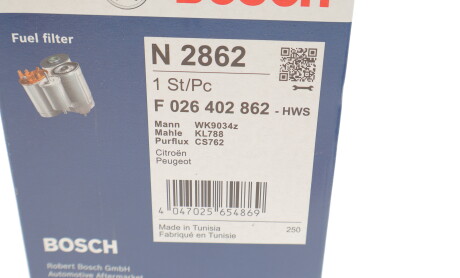 BOSCH
Fuel filter
N 2862
1 St/Pc
F 026 402 862 - HWS
Mann WK9034z
Mahle KL788
Purflux CS762
Citroën
Peugeot
4 047025 654869
Made in Tunisia
Fabriqué en Tunisie
250
BOSCH
Robert Bosch GmbH
Automotive Aftermarket